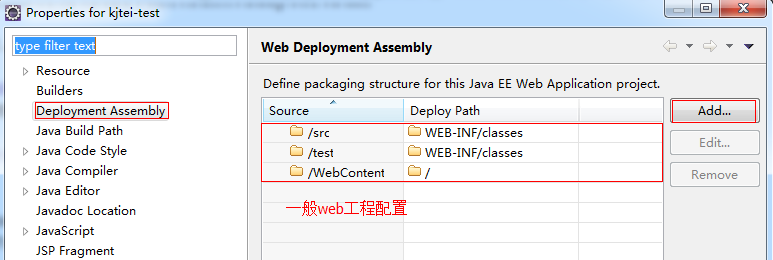 Properties for kjtei-test
type filter text
Resource
Builders
Deployment Assembly
Java Build Path
Java Code Style
Java Compiler
Java Editor
Javadoc Location
JavaScript
JSP Fragment
Web Deployment Assembly
Define packaging structure for this Java EE Web Application project.
Source Deploy Path
/src WEB-INF/classes
/test WEB-INF/classes
/WebContent /
一般web工程配置
Add...
Edit...
Remove